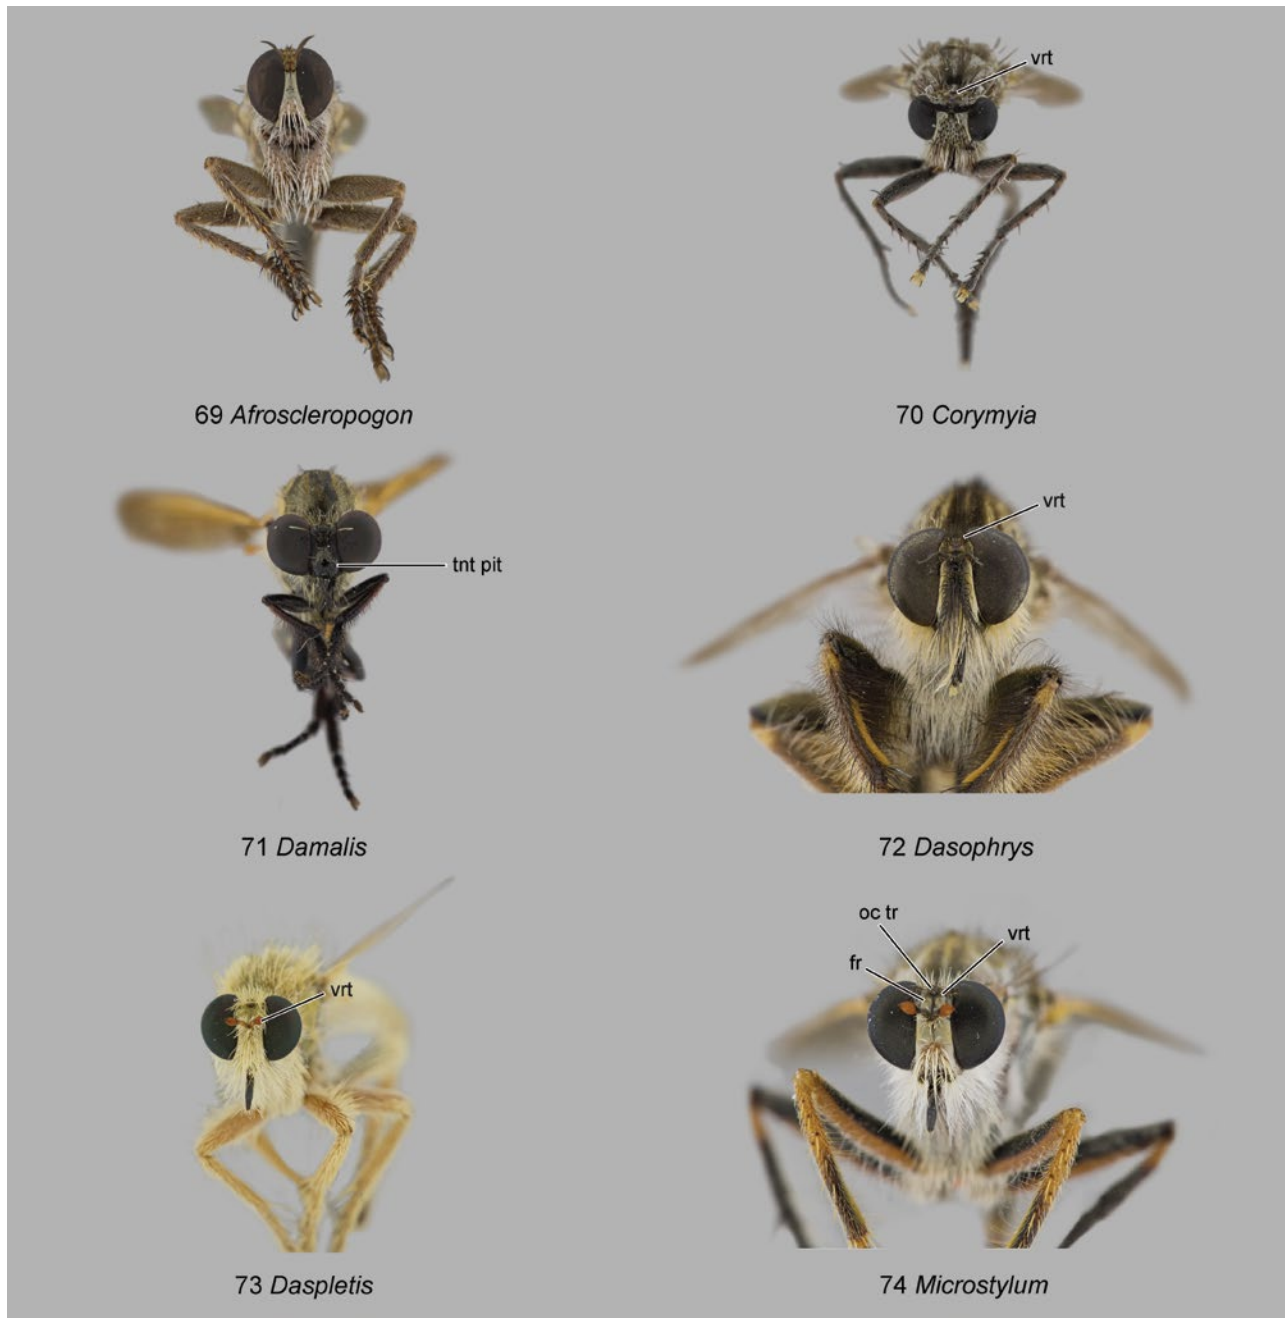 vrt
69 Afroscleropogon
70 Corymyia
tnt pit
vrt
71 Damalis
72 Dasophrys
vrt
oc tr
vrt
fr
73 Daspletis
74 Microstylum